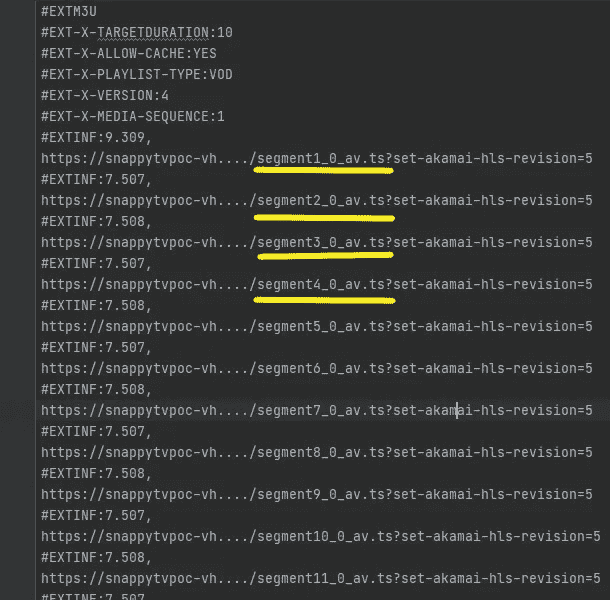 #EXTM3U
#EXT-X-TARGETDURATION:10
#EXT-X-ALLOW-CACHE:YES
#EXT-X-PLAYLIST-TYPE:VOD
#EXT-X-VERSION:4
#EXT-X-MEDIA-SEQUENCE:1
#EXTINF:9.309,
https://snappytvpoc-vh..../segment1_0_av.ts?set-akamai-hls-revision=5
#EXTINF:7.507,
https://snappytvpoc-vh..../segment2_0_av.ts?set-akamai-hls-revision=5
#EXTINF:7.508,
https://snappytvpoc-vh..../segment3_0_av.ts?set-akamai-hls-revision=5
#EXTINF:7.507,
https://snappytvpoc-vh..../segment4_0_av.ts?set-akamai-hls-revision=5
#EXTINF:7.508,
https://snappytvpoc-vh..../segment5_0_av.ts?set-akamai-hls-revision=5
#EXTINF:7.507,
https://snappytvpoc-vh..../segment6_0_av.ts?set-akamai-hls-revision=5
#EXTINF:7.508,
https://snappytvpoc-vh..../segment7_0_av.ts?set-akamai-hls-revision=5
#EXTINF:7.507,
https://snappytvpoc-vh..../segment8_0_av.ts?set-akamai-hls-revision=5
#EXTINF:7.508,
https://snappytvpoc-vh..../segment9_0_av.ts?set-akamai-hls-revision=5
#EXTINF:7.507,
https://snappytvpoc-vh..../segment10_0_av.ts?set-akamai-hls-revision=5
#EXTINF:7.508,
https://snappytvpoc-vh..../segment11_0_av.ts?set-akamai-hls-revision=5
#EXTINF:7.507